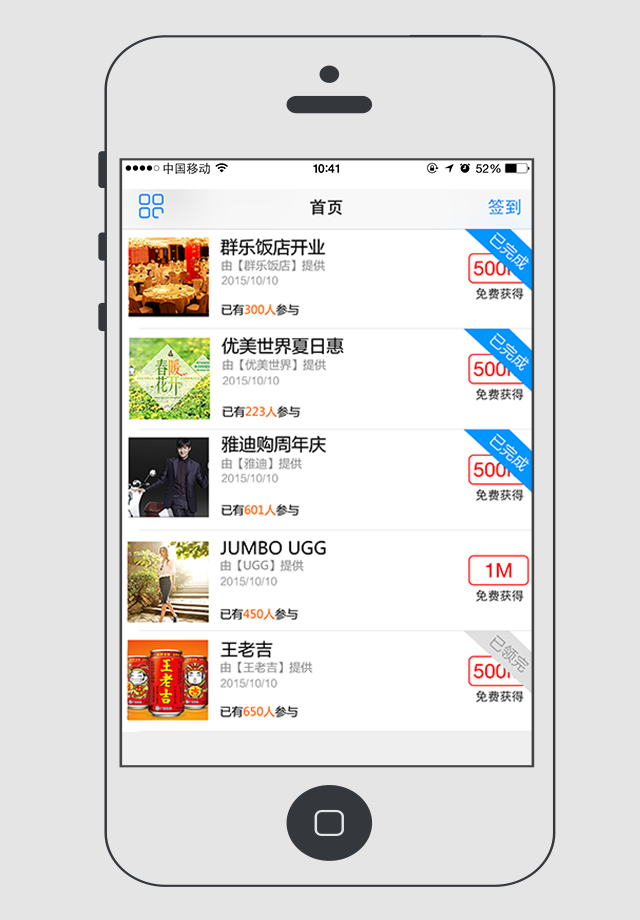 中国移动
10:41
52%
首页
签到
群乐饭店开业
由【群乐饭店】提供
2015/10/10
已有300人参与
已完成
500
免费获得
春暖
花开
优美世界夏日惠
由【优美世界】提供
2015/10/10
已有223人参与
已完成
500
免费获得
雅迪购周年庆
由【雅迪】提供
2015/10/10
已有601人参与
已完成
500
免费获得
JUMBO UGG
由【UGG】提供
2015/10/10
已有450人参与
1M
免费获得
王老吉
王老吉
由【王老吉】提供
2015/10/10
已有650人参与
已领完
500
免费获得